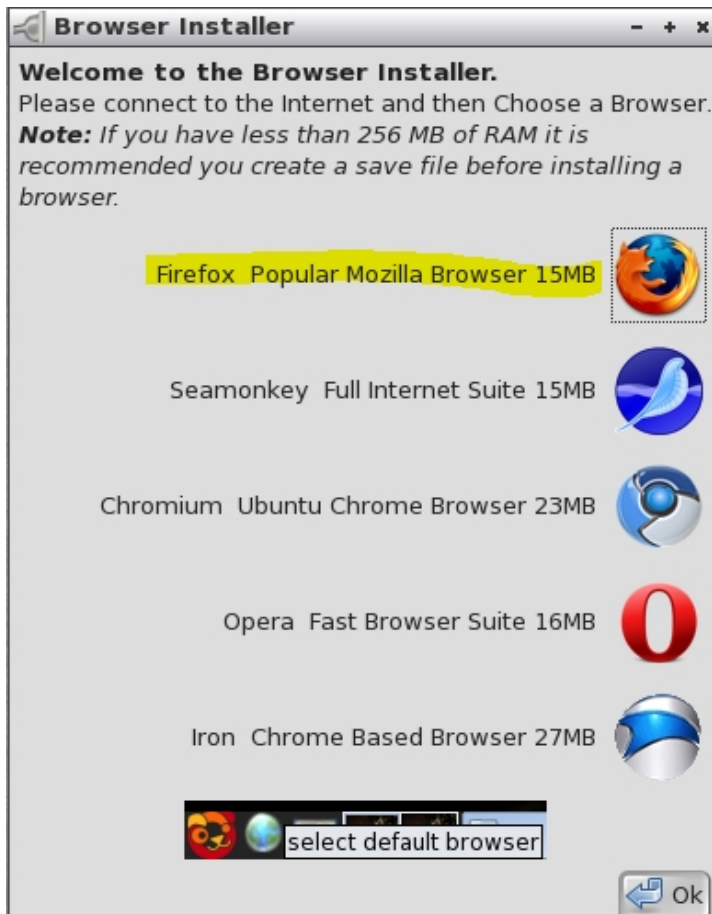 Browser Installer
Welcome to the Browser Installer.
Please connect to the Internet and then Choose a Browser.
Note: If you have less than 256 MB of RAM it is
recommended you create a save file before installing a
browser.
Firefox Popular Mozilla Browser 15MB
Seamonkey Full Internet Suite 15MB
Chromium Ubuntu Chrome Browser 23MB
Opera Fast Browser Suite 16MB
Iron Chrome Based Browser 27MB
select default browser
Ok